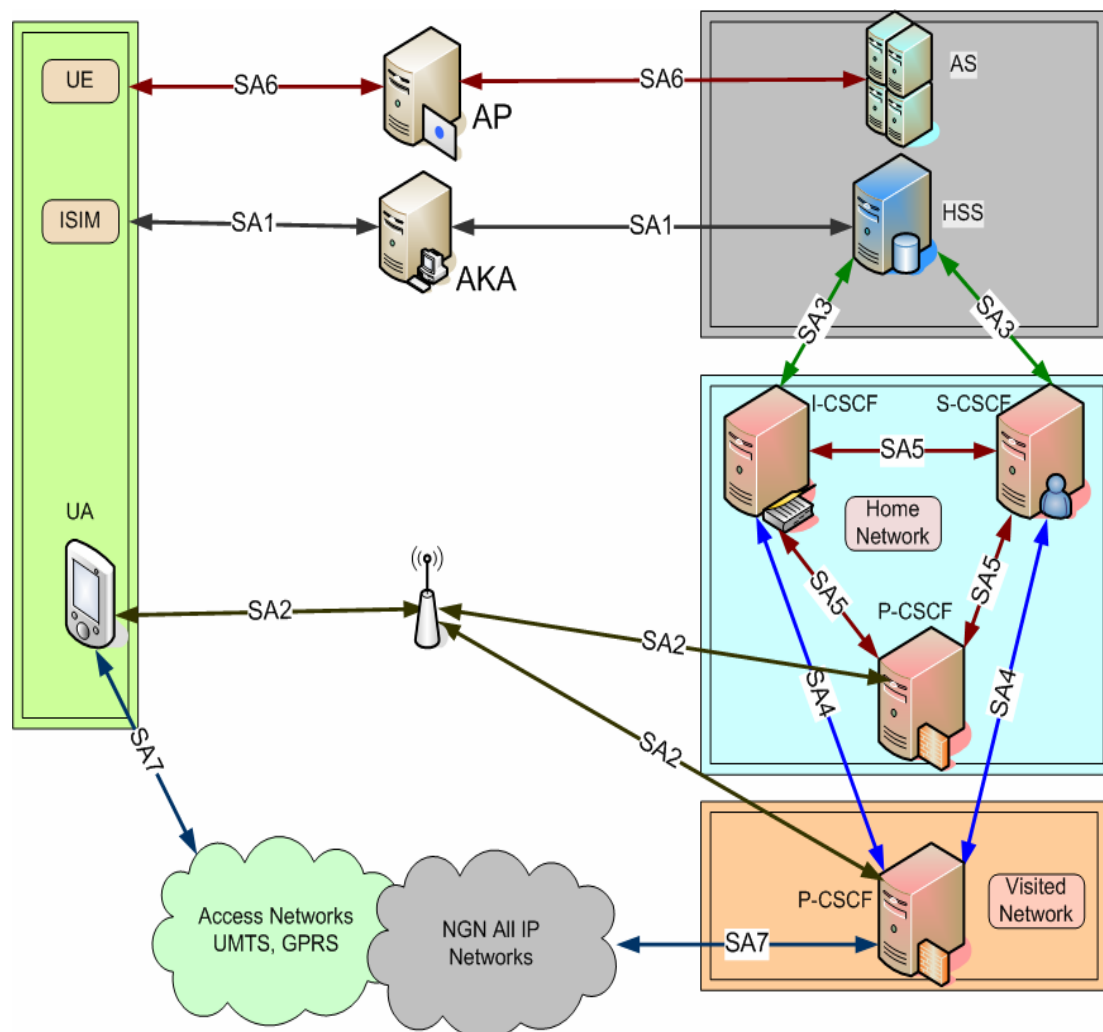 UE
SA6
AP
SA6
AS
ISIM
SA1
AKA
SA1
HSS
SA3
SA3
I-CSCF
S-CSCF
SA5
Home
Network
UA
SA5
SA5
P-CSCF
SA2
SA2
SA4
SA4
SA2
SA7
Access Networks
UMTS, GPRS
NGN All IP
Networks
SA7
P-CSCF
Visited
Network